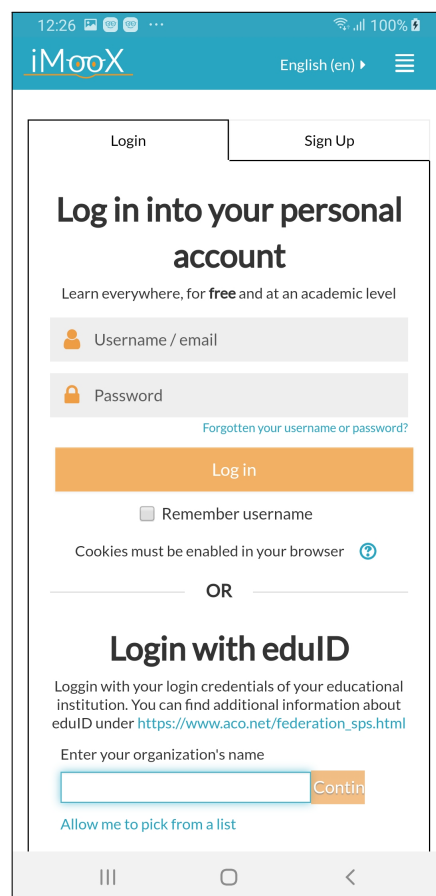 12:26 ... 100%
iMooX
English (en)
Login Sign Up
Log in into your personal
account
Learn everywhere, for free and at an academic level
Username / email
Password
Forgotten your username or password?
Log in
Remember username
Cookies must be enabled in your browser ?
OR
Login with eduID
Loggin with your login credentials of your educational
institution. You can find additional information about
eduID under https://www.aco.net/federation_sps.html
Enter your organization's name
Contin
Allow me to pick from a list